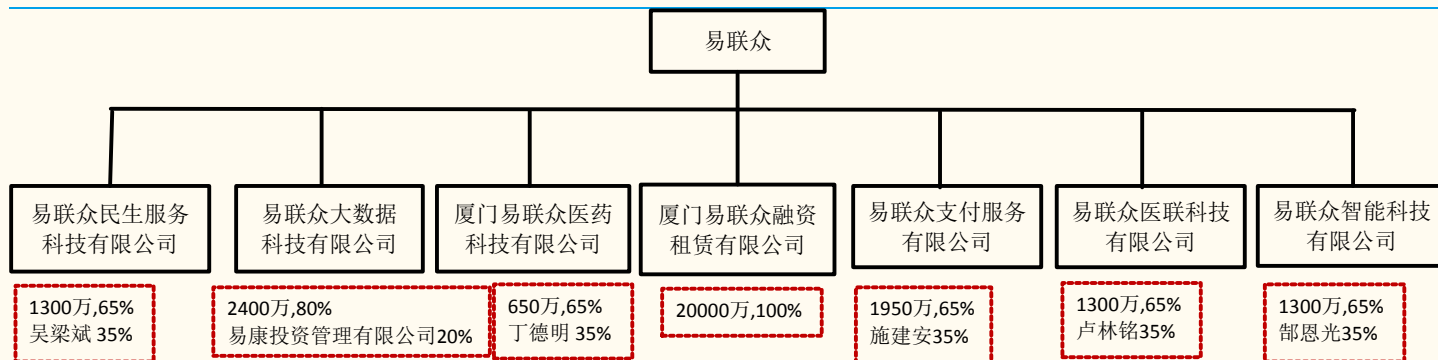 易联众
易联众民生服务
科技有限公司
易联众大数据
科技有限公司
厦门易联众医药
科技有限公司
厦门易联众融资
租赁有限公司
易联众支付服务
有限公司
易联众医联科技
有限公司
易联众智能科技
有限公司
1300万,65%
吴梁斌 35%
2400万,80%
易康投资管理有限公司20%
650万,65%
丁德明 35%
20000万,100%
1950万,65%
施建安35%
1300万,65%
卢林铭35%
1300万,65%
郜恩光35%